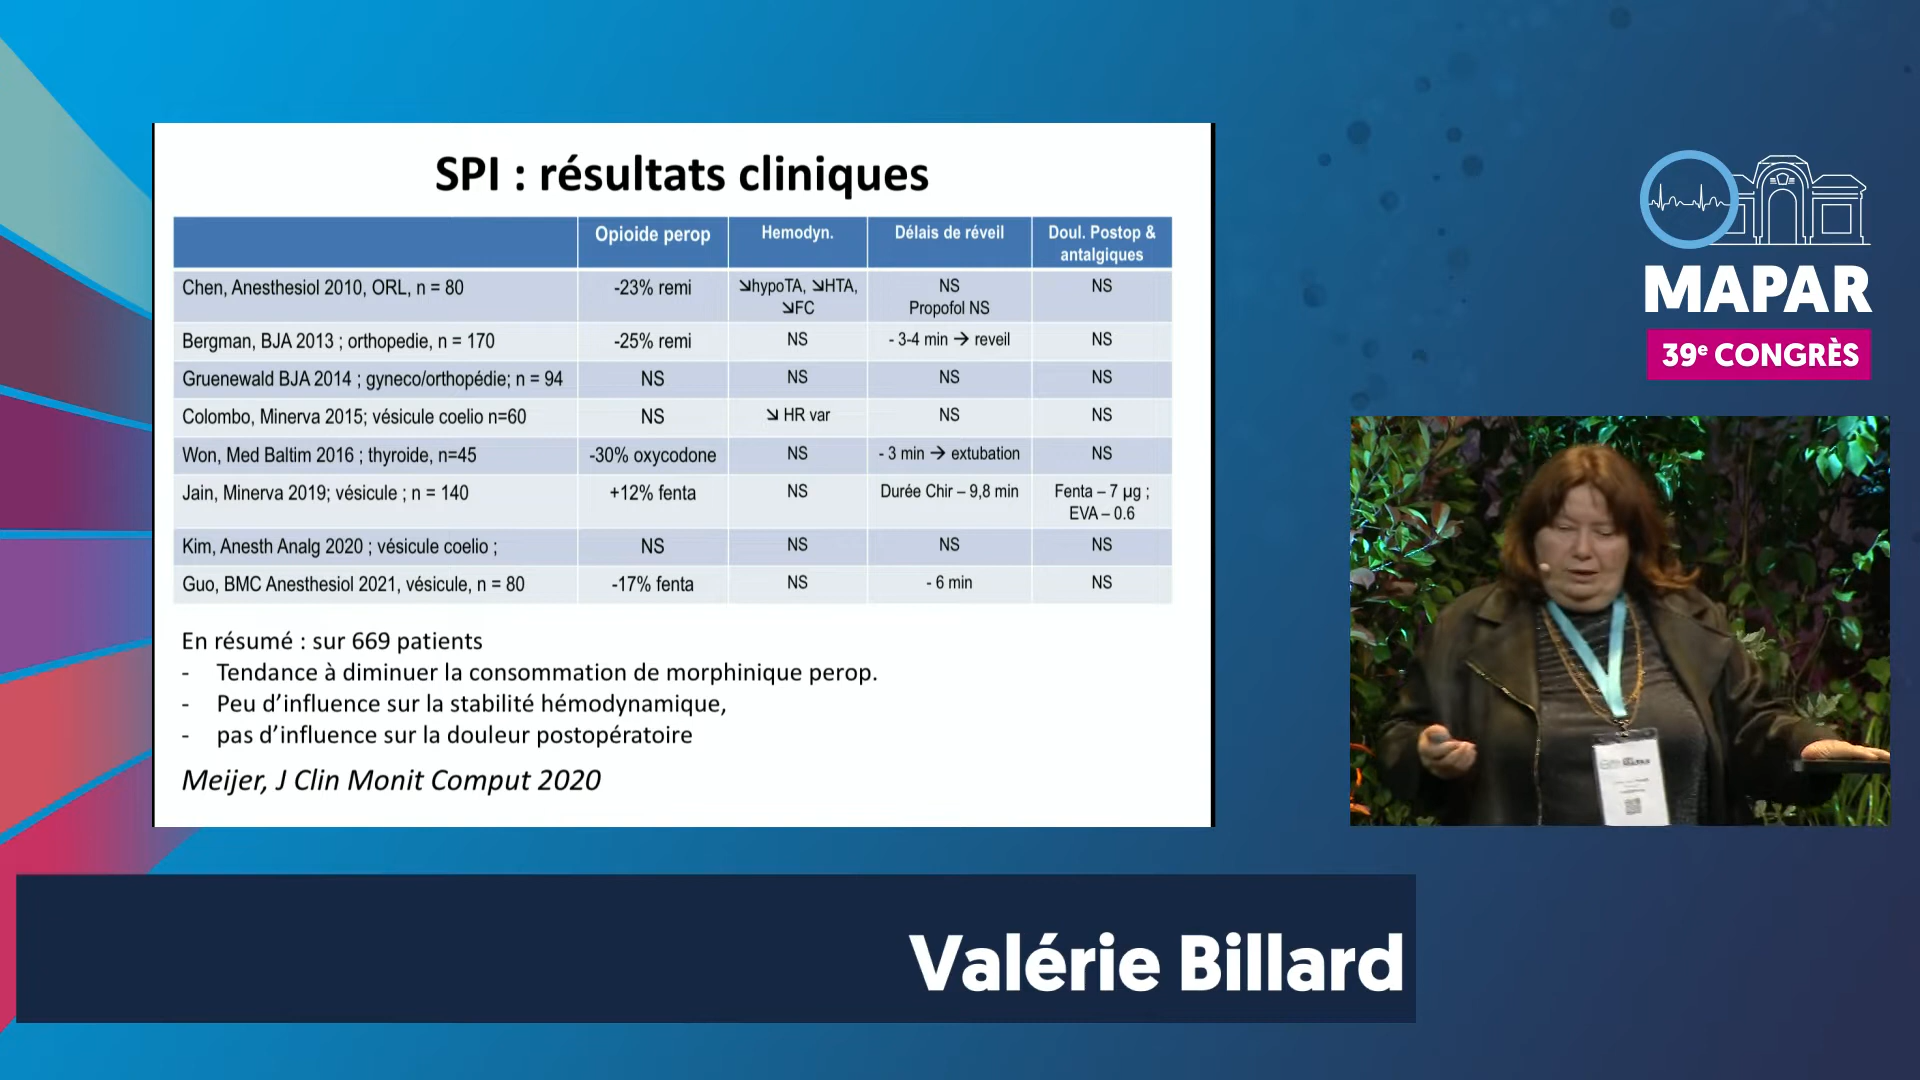 SPI : résultats cliniques
Opioide perop
Hemodyn.
Délais de réveil
Doul. Postop &
antalgiques
Chen, Anesthesiol 2010, ORL, n = 80
-23% remi
↘hypoTA, ↘HTA,
↘FC
NS
Propofol NS
NS
Bergman, BJA 2013 ; orthopedie, n = 170
-25% remi
NS
- 3-4 min → reveil
NS
Gruenewald BJA 2014 ; gyneco/orthopédie; n = 94
NS
NS
NS
NS
Colombo, Minerva 2015; vésicule coelio n=60
NS
↘ HR var
NS
NS
Won, Med Baltim 2016 ; thyroide, n=45
-30% oxycodone
NS
- 3 min → extubation
NS
Jain, Minerva 2019; vésicule ; n = 140
+12% fenta
NS
Durée Chir – 9,8 min
Fenta – 7 µg ;
EVA – 0.6
Kim, Anesth Analg 2020 ; vésicule coelio ;
NS
NS
NS
NS
Guo, BMC Anesthesiol 2021, vésicule, n = 80
-17% fenta
NS
- 6 min
NS
En résumé : sur 669 patients
- Tendance à diminuer la consommation de morphinique perop.
- Peu d’influence sur la stabilité hémodynamique,
- pas d’influence sur la douleur postopératoire
Meijer, J Clin Monit Comput 2020
MAPAR
39e CONGRÈS
Valérie Billard